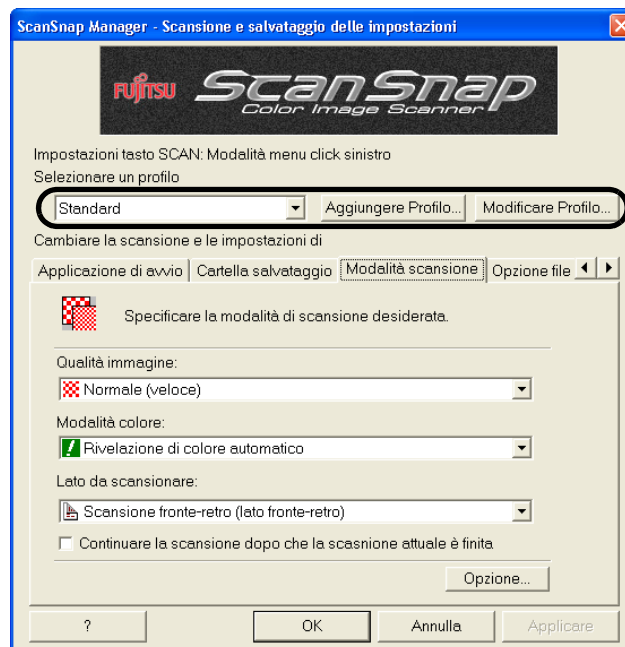 ScanSnap Manager - Scansione e salvataggio delle impostazioni
FUJITSU ScanSnap
Color Image Scanner
Impostazioni tasto SCAN: Modalità menu click sinistro
Selezionare un profilo
Standard Aggiungere Profilo... Modificare Profilo...
Cambiare la scansione e le impostazioni di
Applicazione di avvio Cartella salvataggio Modalità scansione Opzione file
Specificare la modalità di scansione desiderata.
Qualità immagine:
Normale (veloce)
Modalità colore:
Rivelazione di colore automatico
Lato da scansionare:
Scansione fronte-retro (lato fronte-retro)
Continuare la scansione dopo che la scasnione attuale è finita
Opzione...
? OK Annulla Applicare